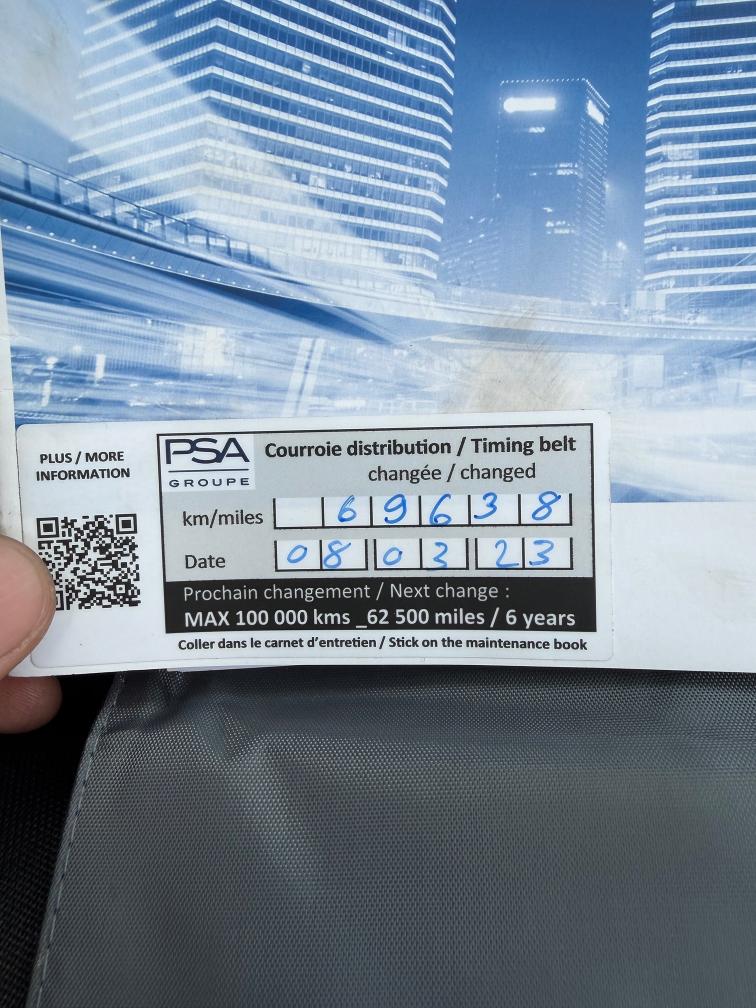 PLUS / MORE
INFORMATION
PSA
GROUPE
Courroie distribution / Timing belt
changée / changed
km/miles 69638
Date 08 03 23
Prochain changement / Next change :
MAX 100 000 kms _62 500 miles / 6 years
Coller dans le carnet d'entretien / Stick on the maintenance book